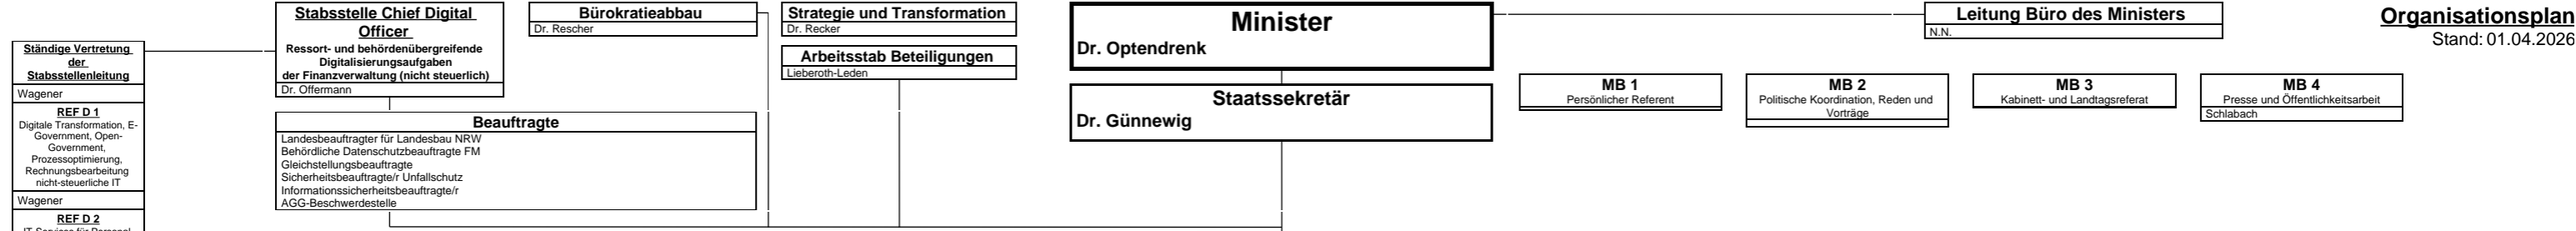 Ständige Vertretung
der
Stabsstellenleitung
Wagener
REF D 1
Digitale Transformation, E-
Government, Open-
Government,
Prozessoptimierung,
Rechnungsbearbeitung
nicht-steuerliche IT
Wagener
REF D 2
IT-Services für Personal
Stabsstelle Chief Digital
Officer
Ressort- und behördenübergreifende
Digitalisierungsaufgaben
der Finanzverwaltung (nicht steuerlich)
Dr. Offermann
Beauftragte
Landesbeauftragter für Landesbau NRW
Behördliche Datenschutzbeauftragte FM
Gleichstellungsbeauftragte
Sicherheitsbeauftragte/r Unfallschutz
Informationssicherheitsbeauftragte/r
AGG-Beschwerdestelle
Bürokratieabbau
Dr. Rescher
Strategie und Transformation
Dr. Recker
Arbeitsstab Beteiligungen
Lieberoth-Leden
Minister
Dr. Optendrenk
Staatssekretär
Dr. Günnewig
Leitung Büro des Ministers
N.N.
MB 1
Persönlicher Referent
MB 2
Politische Koordination, Reden und
Vorträge
MB 3
Kabinett- und Landtagsreferat
MB 4
Presse und Öffentlichkeitsarbeit
Schlabach
Organisationsplan
Stand: 01.04.2026